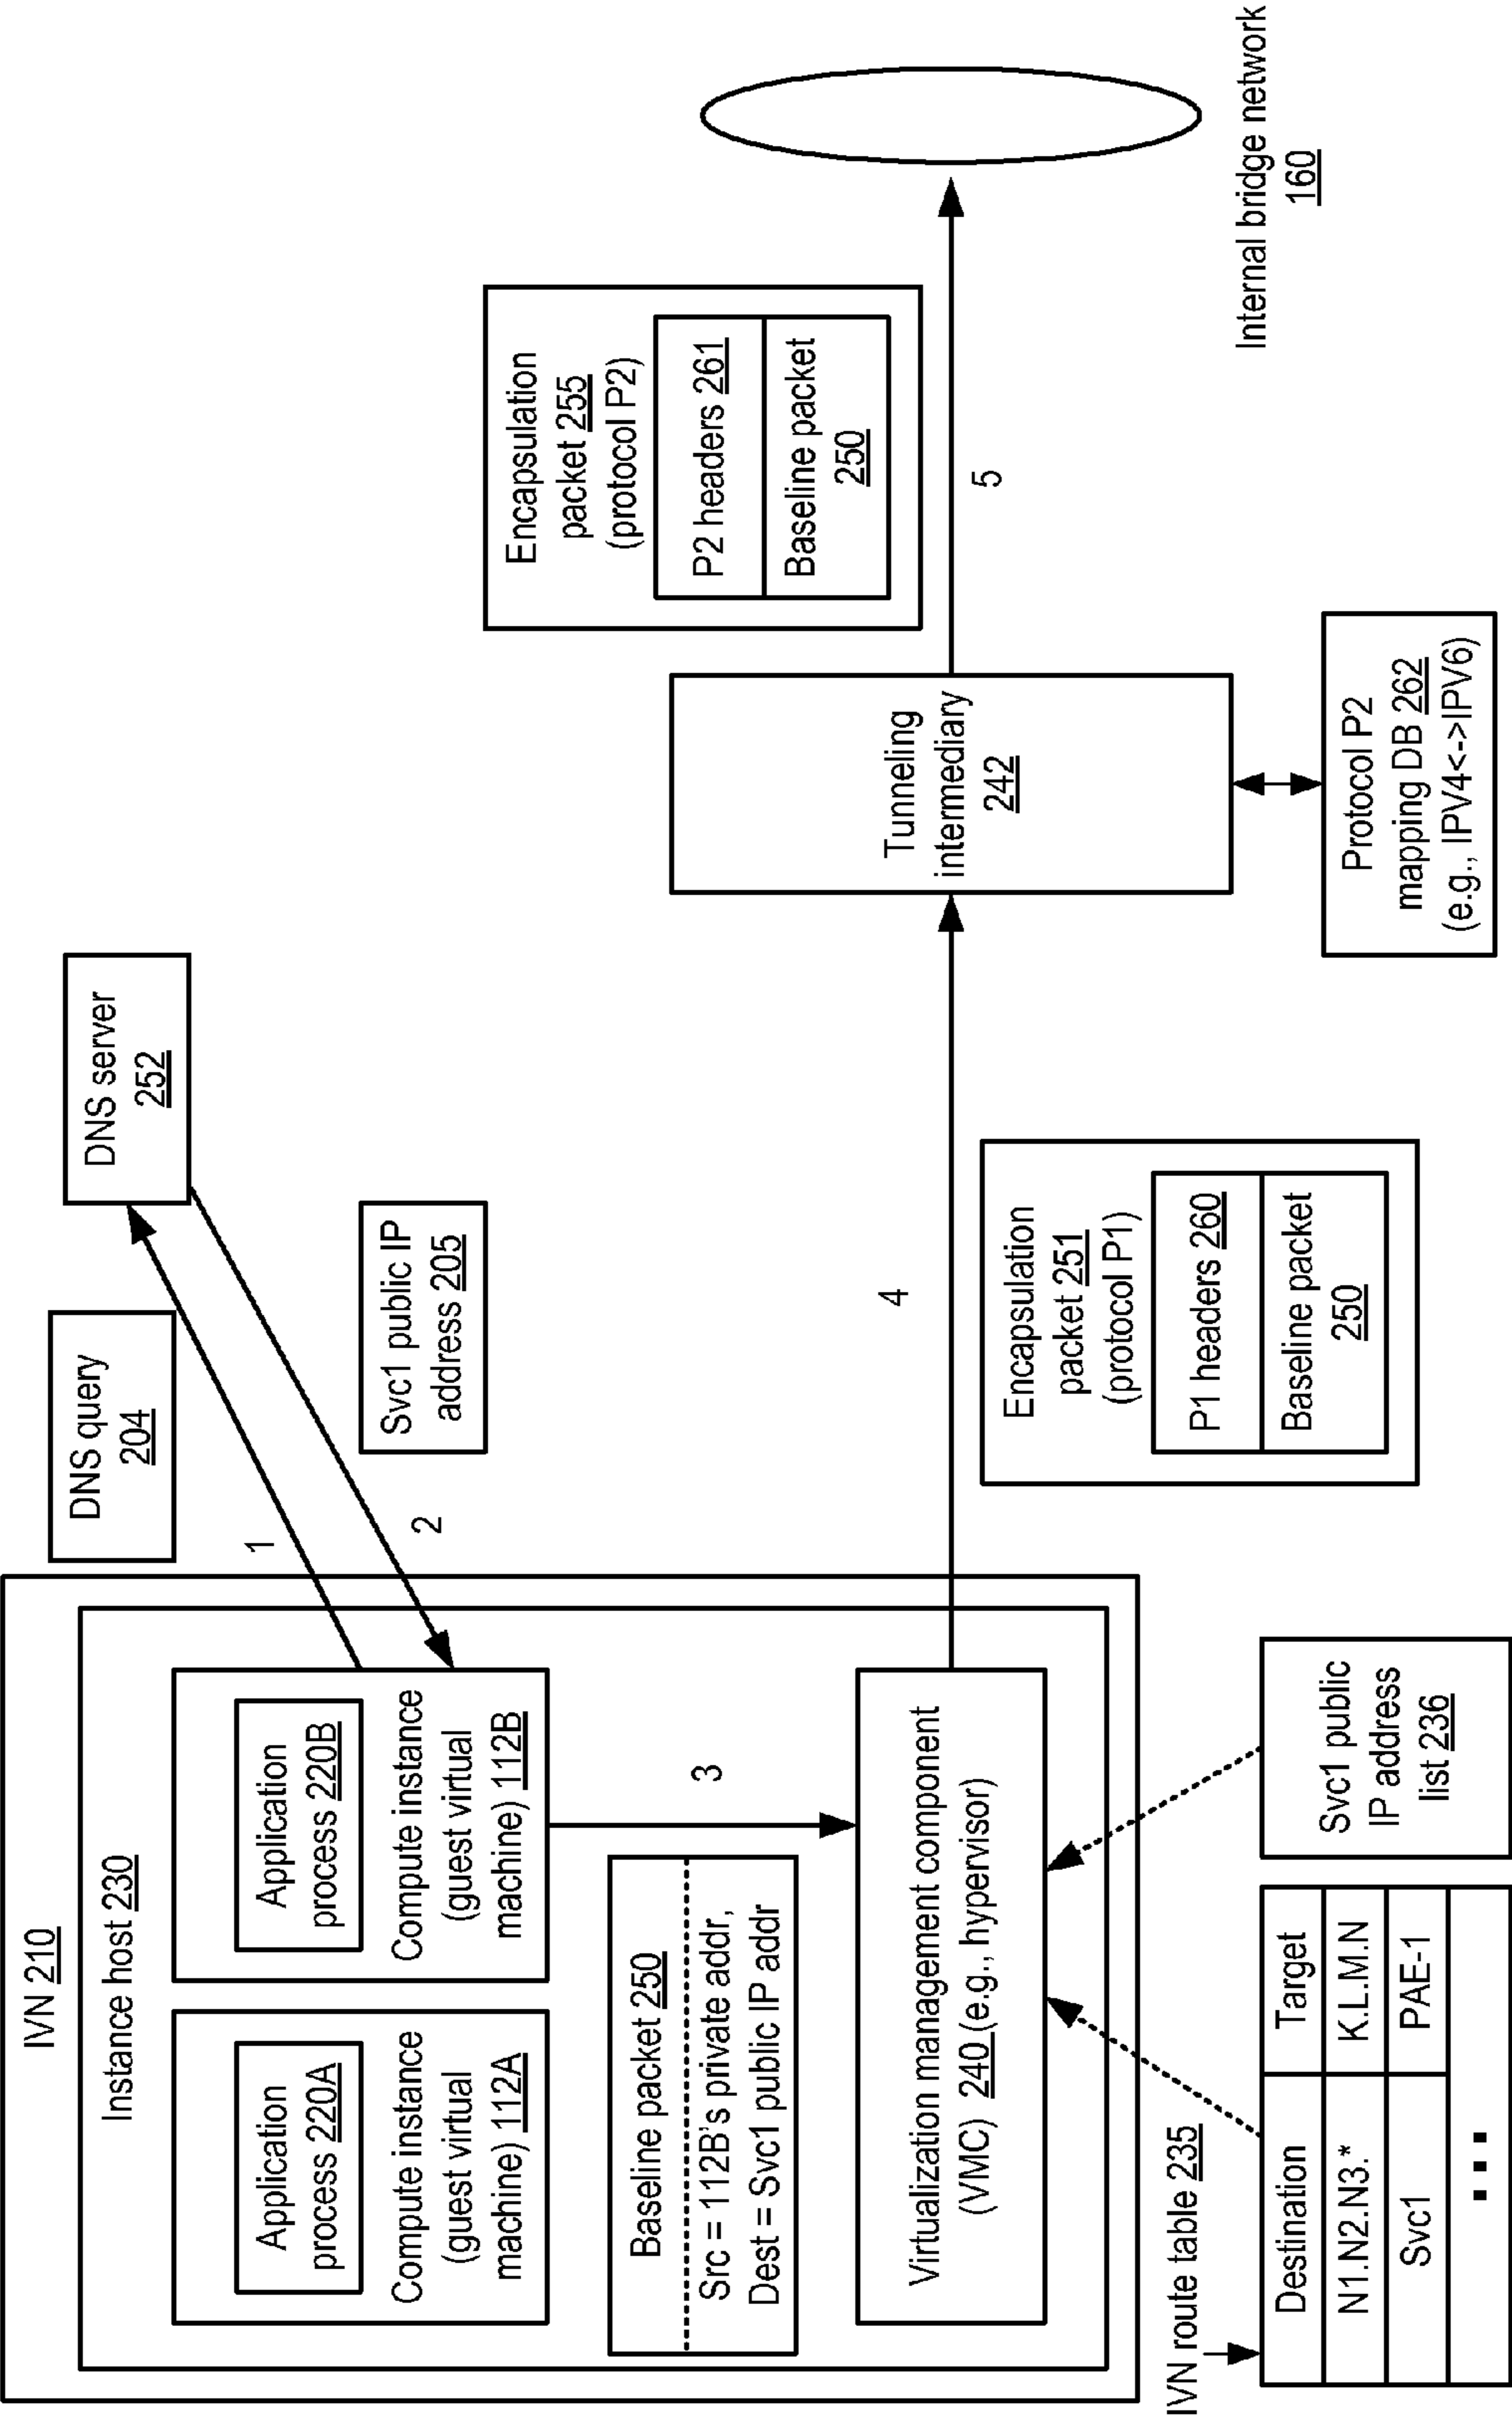 IVN 210
Instance host 230
Application
process 220A
Compute instance
(guest virtual
machine) 112A
Application
process 220B
Compute instance
(guest virtual
machine) 112B
DNS query
204
1
DNS server
252
2
Svc1 public IP
address 205
Baseline packet 250
Src = 112B's private addr,
Dest = Svc1 public IP addr
3
Virtualization management component
(VMC) 240 (e.g., hypervisor)
IVN route table 235
Destination
Target
N1.N2.N3.*
K.L.M.N
Svc1
PAE-1
...
Svc1 public
IP address
list 236
4
Encapsulation
packet 251
(protocol P1)
P1 headers 260
Baseline packet
250
Tunneling
intermediary
242
Protocol P2
mapping DB 262
(e.g., IPV4<->IPV6)
Encapsulation
packet 255
(protocol P2)
P2 headers 261
Baseline packet
250
5
Internal bridge network
160